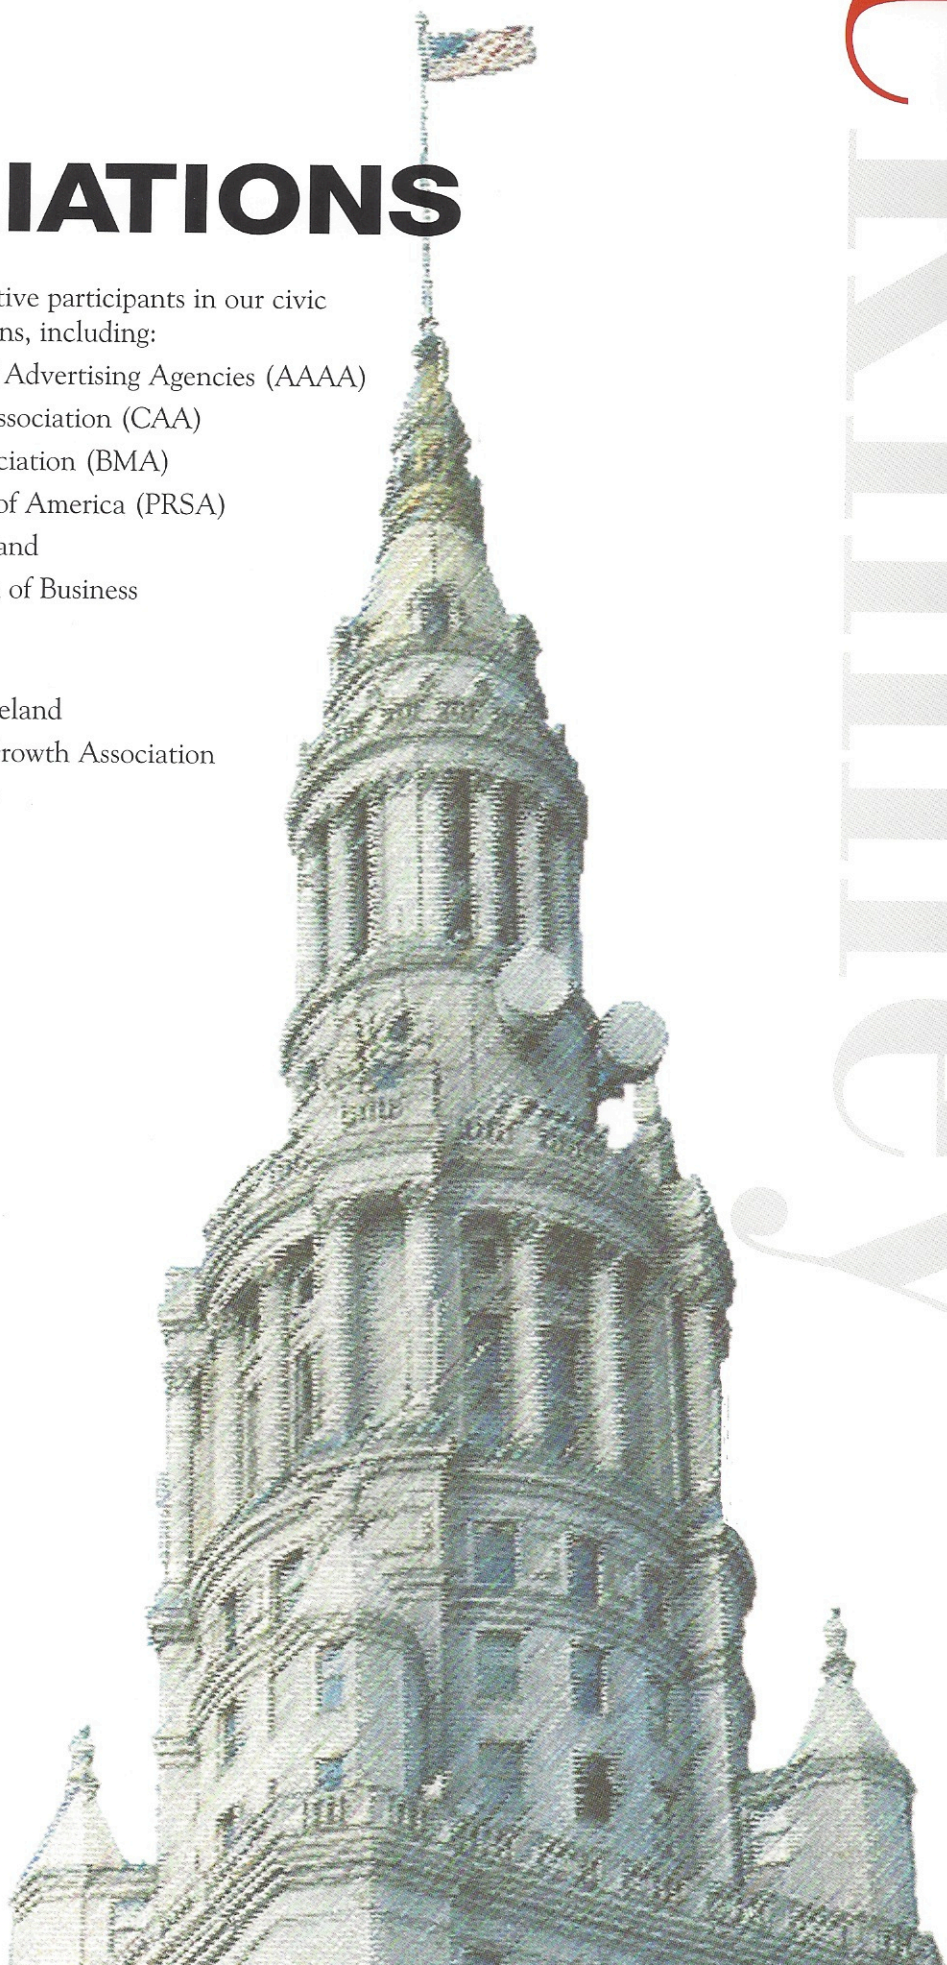 IATIONS
tive participants in our civic
ns, including:
Advertising Agencies (AAAA)
ssociation (CAA)
ciation (BMA)
of America (PRSA)
and
of Business
eland
rowth Association